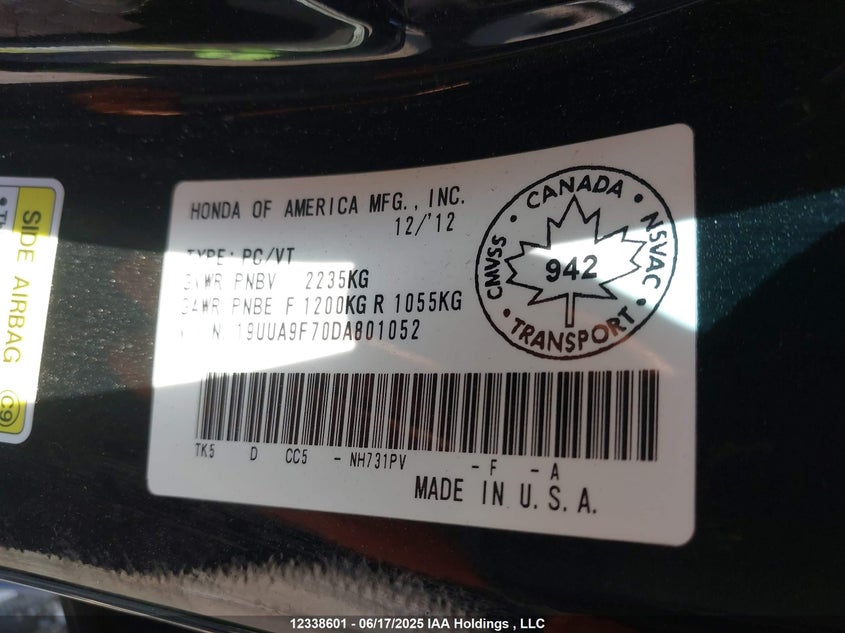 HONDA OF AMERICA MFG., INC.
12/'12
TYPE: PC/VT
GVWR PNBV 2235KG
GAWR PNBE F 1200KG R 1055KG
19UUA9F70DA801052
CANADA
NSVAC
TRANSPORT
CMVSS
942
TK5 D CC5 - NH731PV - F - A
MADE IN U.S.A.
SIDE AIRBAG
C9
12338601 - 06/17/2025 IAA Holdings , LLC